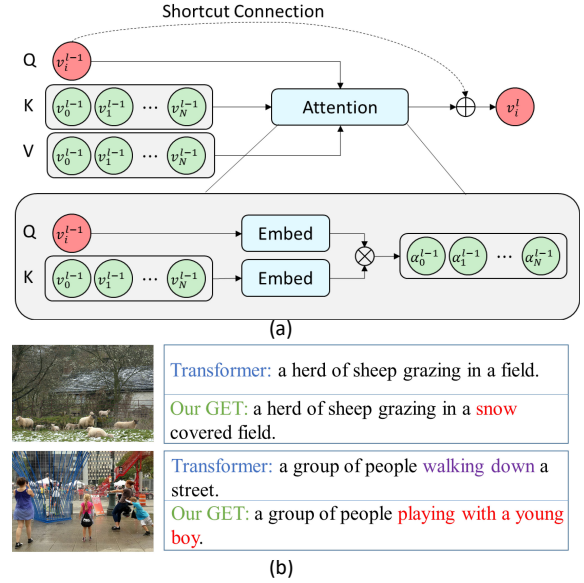 Shortcut Connection
Q v_i^{l-1}
K v_0^{l-1} v_1^{l-1} ... v_N^{l-1} Attention v_i^l
V v_0^{l-1} v_1^{l-1} ... v_N^{l-1}
Q v_i^{l-1} Embed
K v_0^{l-1} v_1^{l-1} ... v_N^{l-1} Embed α_0^{l-1} α_1^{l-1} ... α_N^{l-1}
(a)
Transformer: a herd of sheep grazing in a field.
Our GET: a herd of sheep grazing in a snow
covered field.
Transformer: a group of people walking down a
street.
Our GET: a group of people playing with a young
boy.
(b)